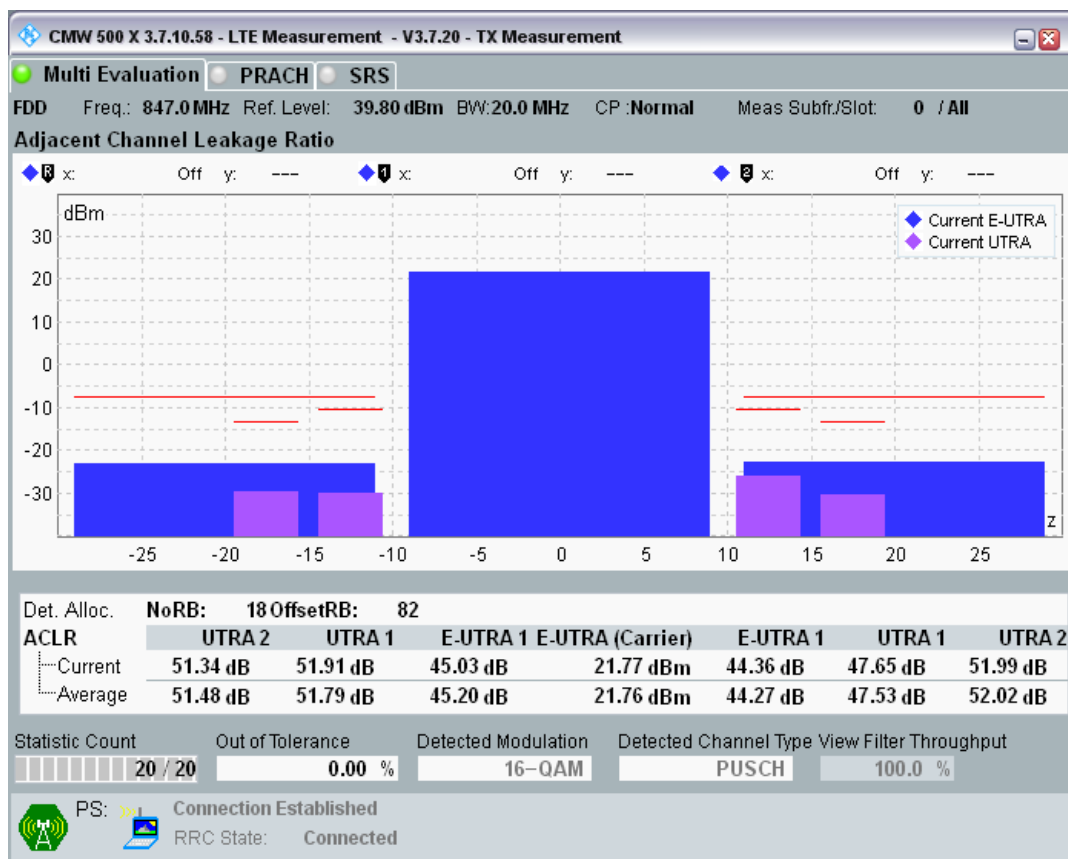 CMW 500 X 3.7.10.58 - LTE Measurement - V3.7.20 - TX Measurement
Multi Evaluation PRACH SRS
FDD Freq.: 847.0 MHz Ref. Level: 39.80 dBm BW: 20.0 MHz CP : Normal Meas Subfr./Slot: 0 / All
Adjacent Channel Leakage Ratio
R x: Off y: --- 1 x: Off y: --- 2 x: Off y: ---
dBm
Current E-UTRA
Current UTRA
30
20
10
0
-10
-20
-30
z
-25 -20 -15 -10 -5 0 5 10 15 20 25
Det. Alloc. NoRB: 18 OffsetRB: 82
ACLR UTRA 2 UTRA 1 E-UTRA 1 E-UTRA (Carrier) E-UTRA 1 UTRA 1 UTRA 2
Current 51.34 dB 51.91 dB 45.03 dB 21.77 dBm 44.36 dB 47.65 dB 51.99 dB
Average 51.48 dB 51.79 dB 45.20 dB 21.76 dBm 44.27 dB 47.53 dB 52.02 dB
Statistic Count Out of Tolerance Detected Modulation Detected Channel Type View Filter Throughput
20 / 20 0.00 % 16-QAM PUSCH 100.0 %
PS: Connection Established
RRC State: Connected